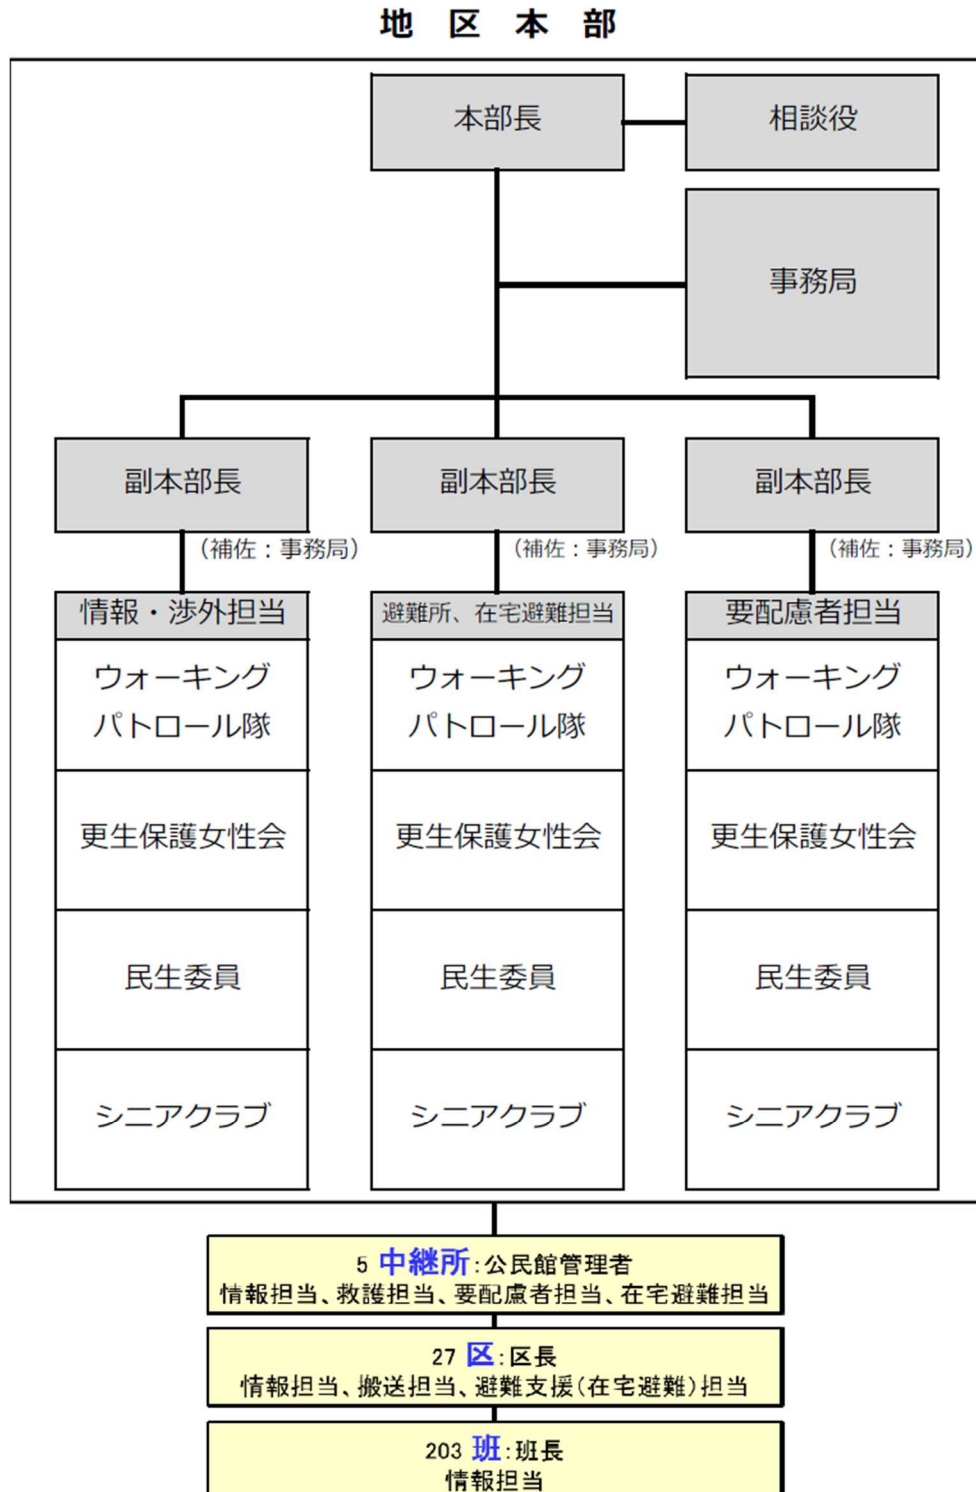 地区本部
本部長
相談役
事務局
副本部長
副本部長
副本部長
（補佐：事務局）
（補佐：事務局）
（補佐：事務局）
情報・渉外担当
ウォーキング
パトロール隊
更生保護女性会
民生委員
シニアクラブ
避難所、在宅避難担当
ウォーキング
パトロール隊
更生保護女性会
民生委員
シニアクラブ
要配慮者担当
ウォーキング
パトロール隊
更生保護女性会
民生委員
シニアクラブ
5 中継所：公民館管理者
情報担当、救護担当、要配慮者担当、在宅避難担当
27 区：区長
情報担当、搬送担当、避難支援（在宅避難）担当
203 班：班長
情報担当